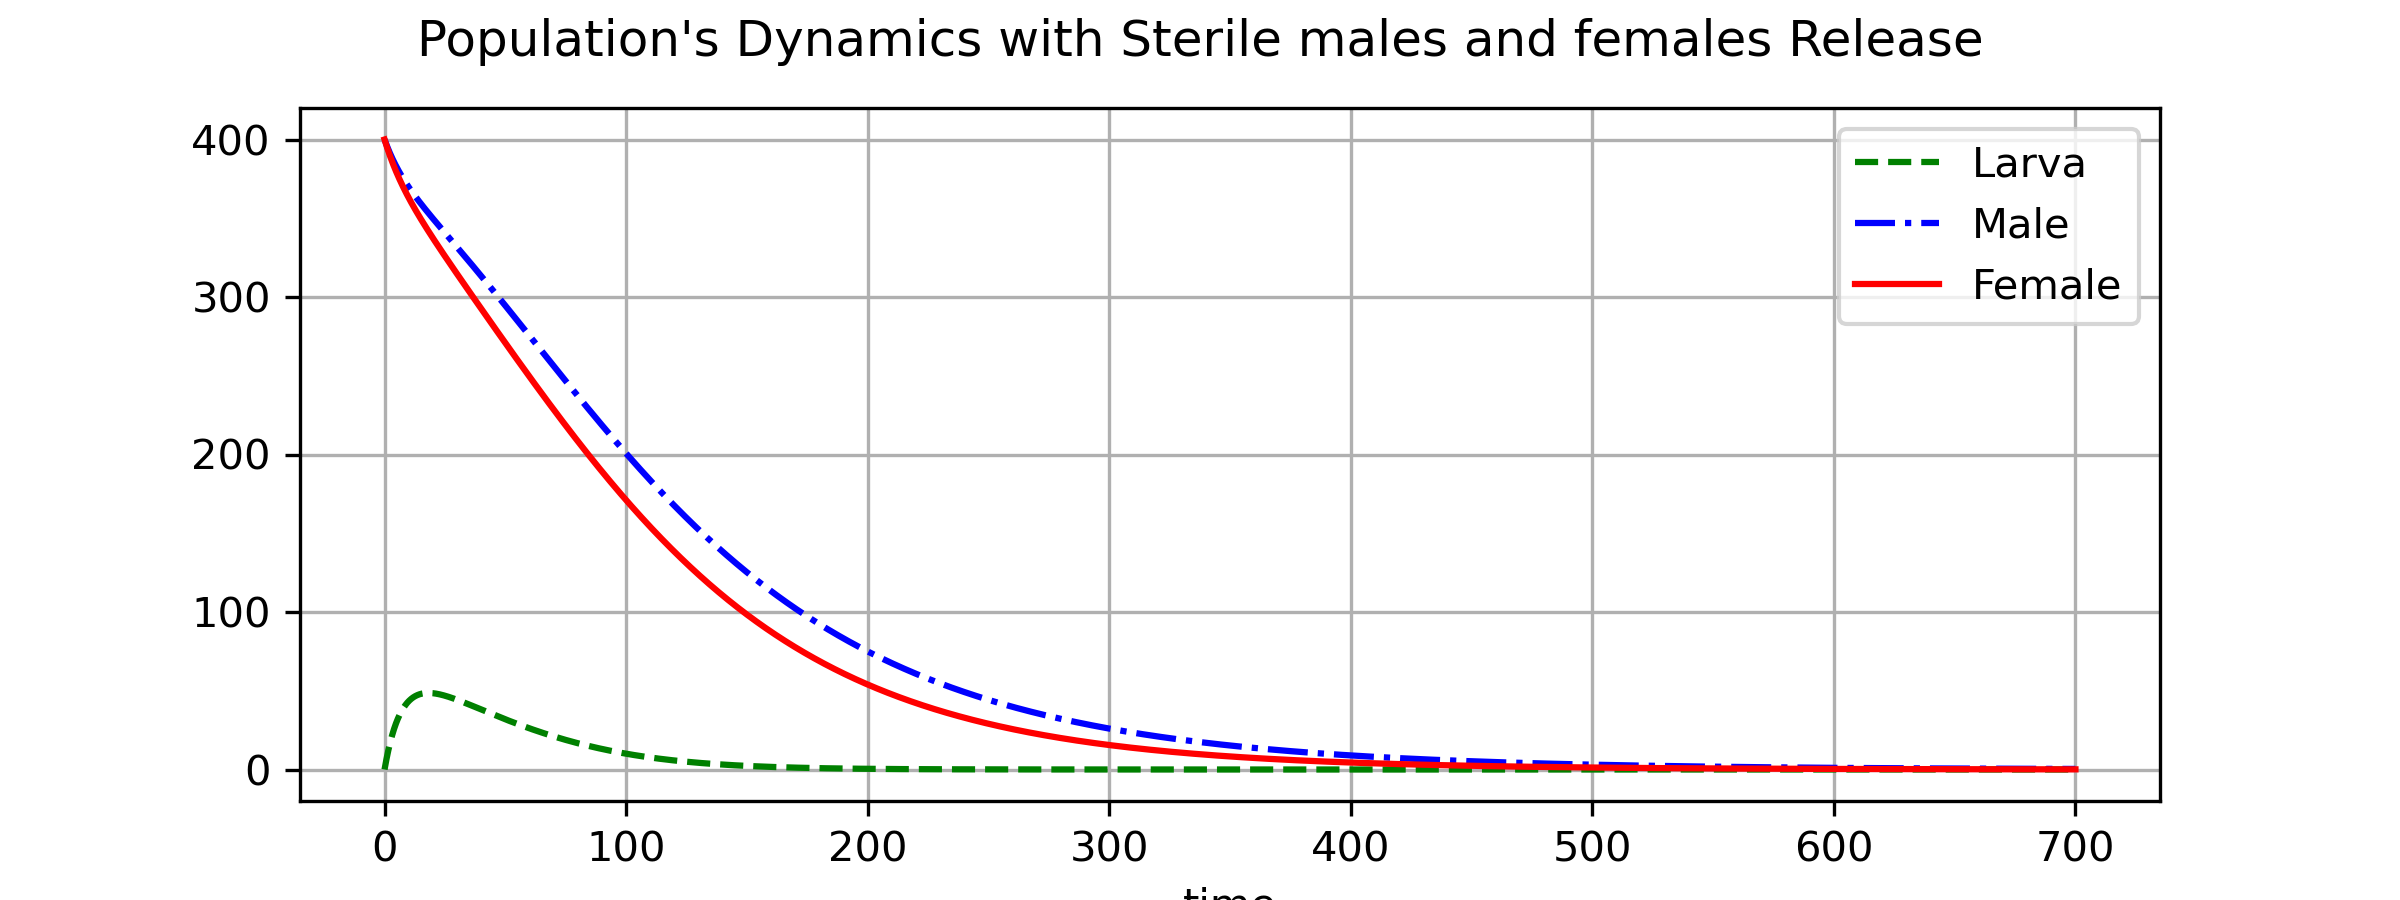 Population's Dynamics with Sterile males and females Release
400
300
200
100
0
Larva
Male
Female
0 100 200 300 400 500 600 700
time